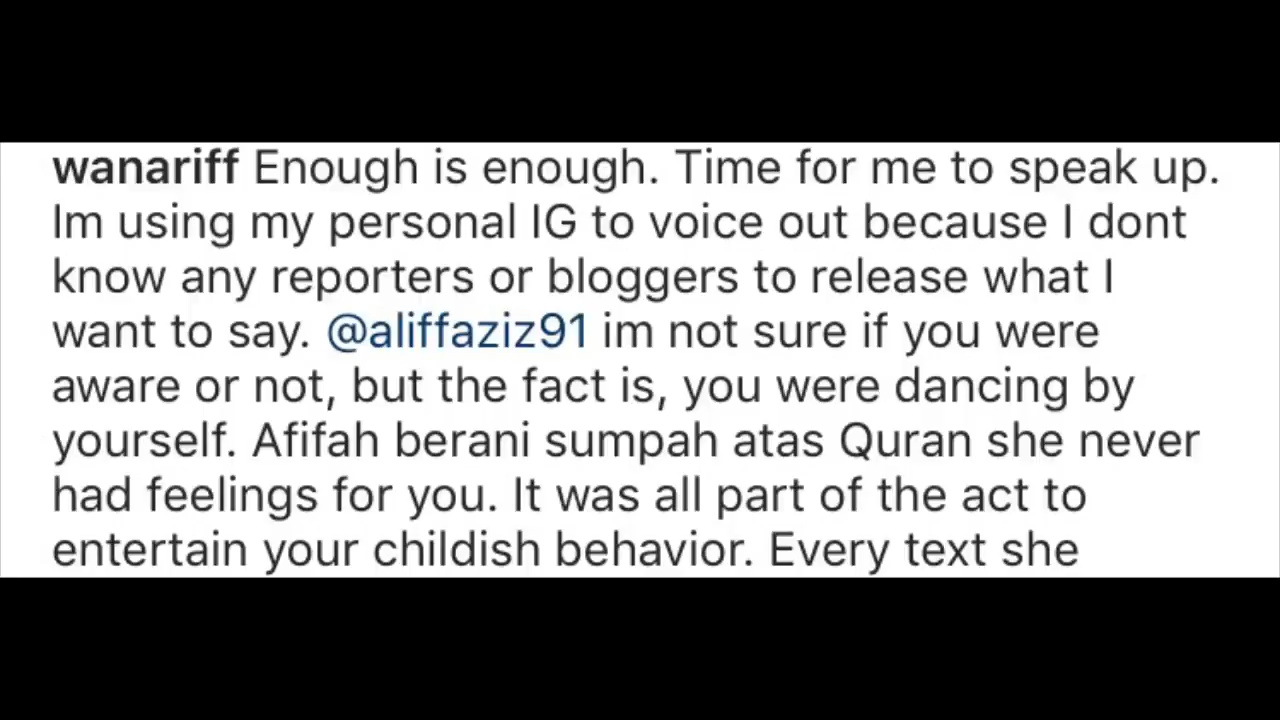 wanariff Enough is enough. Time for me to speak up.
Im using my personal IG to voice out because I dont
know any reporters or bloggers to release what I
want to say. @aliffaziz91 im not sure if you were
aware or not, but the fact is, you were dancing by
yourself. Afifah berani sumpah atas Quran she never
had feelings for you. It was all part of the act to
entertain your childish behavior. Every text she